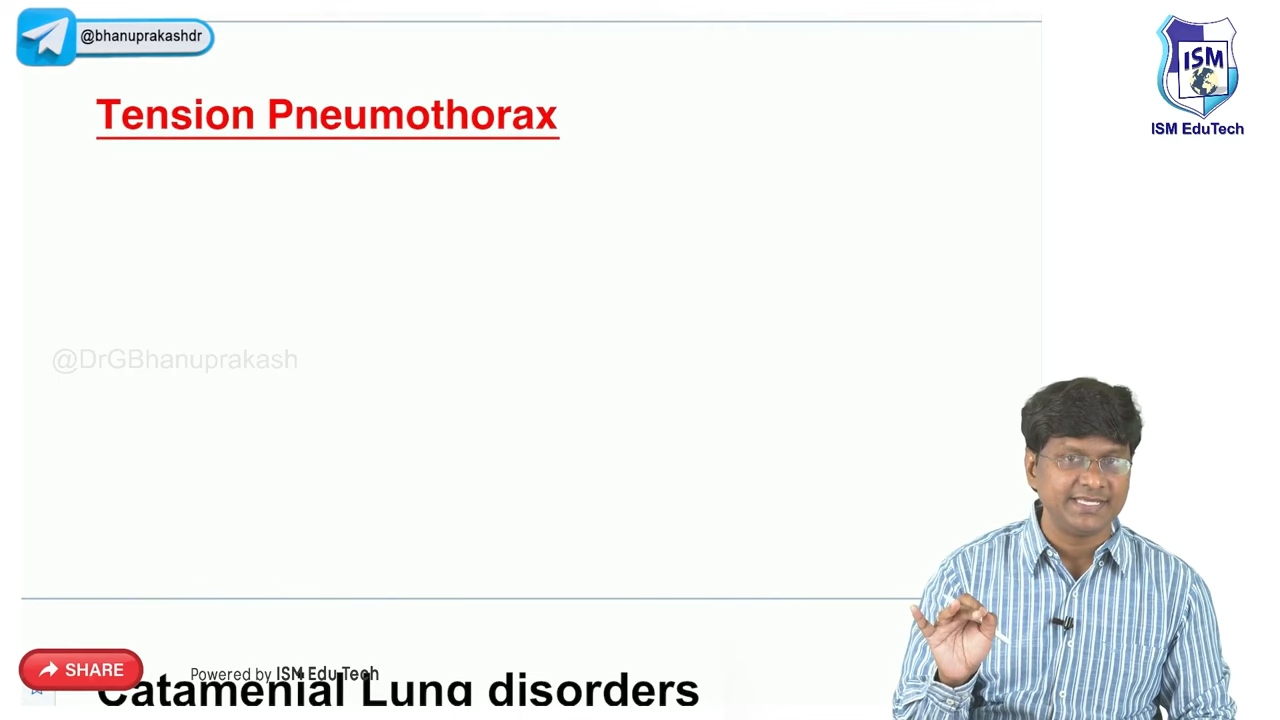 @bhanuprakashdr
ISM
ISM EduTech
Tension Pneumothorax
@DrGBhanuprakash
SHARE
Powered by ISM Edu Tech
Catamenial Lung disorders